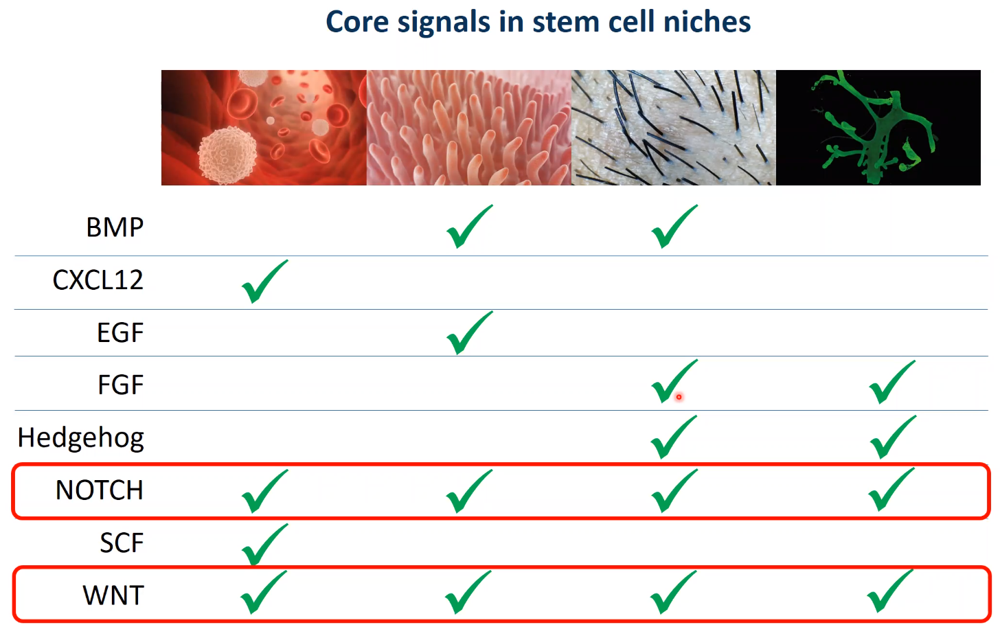 Core signals in stem cell niches
BMP
CXCL12
EGF
FGF
Hedgehog
NOTCH
SCF
WNT